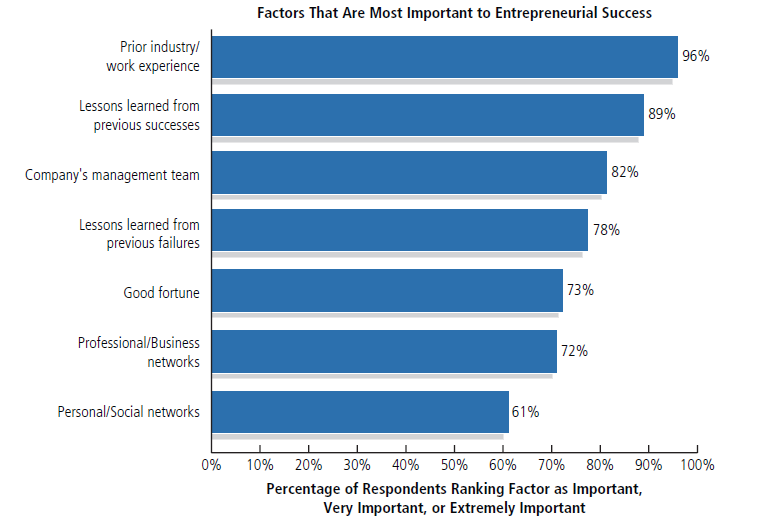 Factors That Are Most Important to Entrepreneurial Success
Prior industry/
work experience
96%
Lessons learned from
previous successes
89%
Company's management team
82%
Lessons learned from
previous failures
78%
Good fortune
73%
Professional/Business
networks
72%
Personal/Social networks
61%
0% 10% 20% 30% 40% 50% 60% 70% 80% 90% 100%
Percentage of Respondents Ranking Factor as Important,
Very Important, or Extremely Important